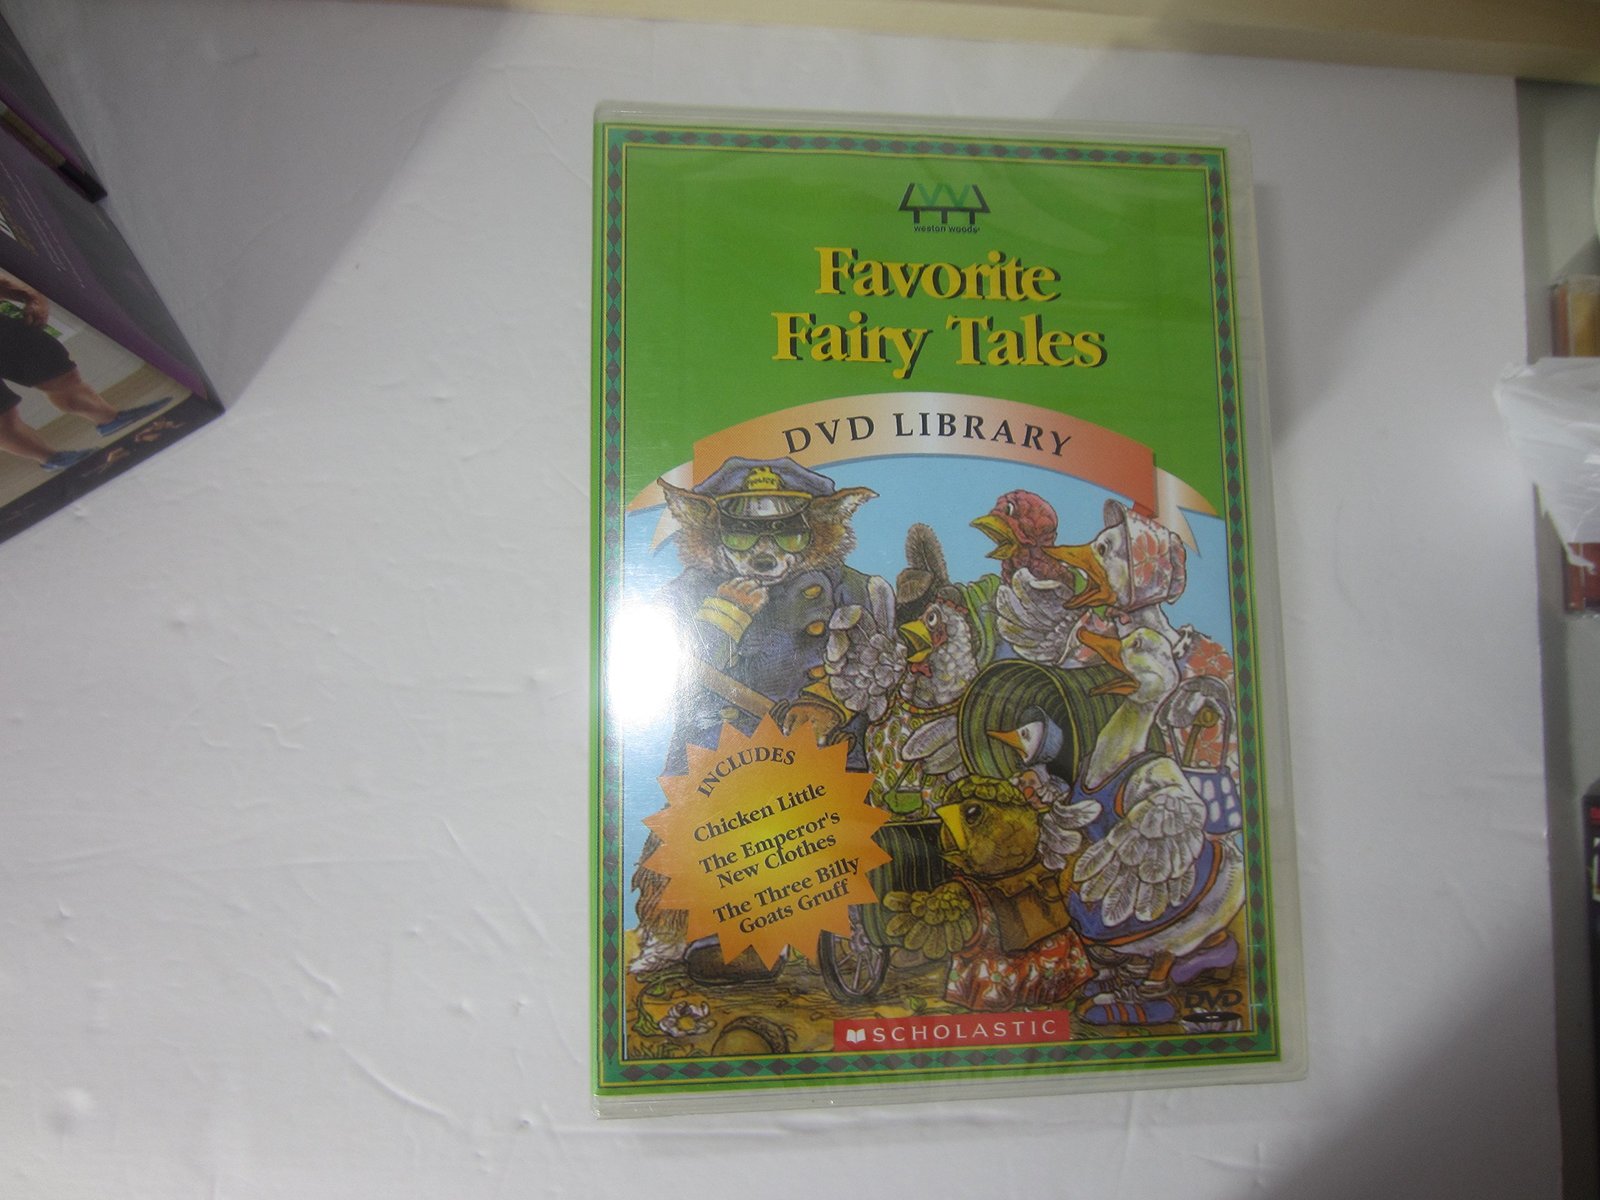 weston woods
Favorite
Fairy Tales
DVD LIBRARY
POLICE
INCLUDES
Chicken Little
The Emperor's
New Clothes
The Three Billy
Goats Gruff
DVD
SCHOLASTIC